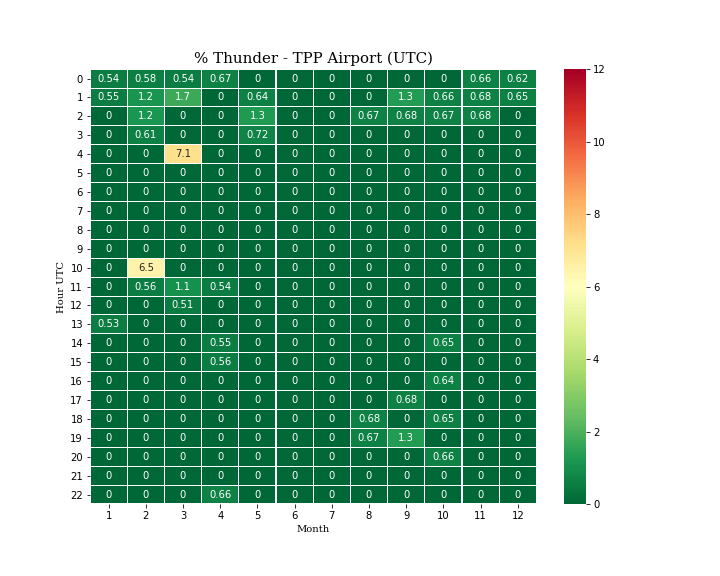 % Thunder - TPP Airport (UTC)
0 0.54 0.58 0.54 0.67 0 0 0 0 0 0 0.66 0.62
1 0.55 1.2 1.7 0 0.64 0 0 0 1.3 0.66 0.68 0.65
2 0 1.2 0 0 1.3 0 0 0.67 0.68 0.67 0.68 0
3 0 0.61 0 0 0.72 0 0 0 0 0 0 0
4 0 0 7.1 0 0 0 0 0 0 0 0 0
5 0 0 0 0 0 0 0 0 0 0 0 0
6 0 0 0 0 0 0 0 0 0 0 0 0
7 0 0 0 0 0 0 0 0 0 0 0 0
8 0 0 0 0 0 0 0 0 0 0 0 0
9 0 0 0 0 0 0 0 0 0 0 0 0
10 0 6.5 0 0 0 0 0 0 0 0 0 0
11 0 0.56 1.1 0.54 0 0 0 0 0 0 0 0
12 0 0 0.51 0 0 0 0 0 0 0 0 0
13 0.53 0 0 0 0 0 0 0 0 0 0 0
14 0 0 0 0.55 0 0 0 0 0 0.65 0 0
15 0 0 0 0.56 0 0 0 0 0 0 0 0
16 0 0 0 0 0 0 0 0 0 0.64 0 0
17 0 0 0 0 0 0 0 0 0.68 0 0 0
18 0 0 0 0 0 0 0 0.68 0 0.65 0 0
19 0 0 0 0 0 0 0 0.67 1.3 0 0 0
20 0 0 0 0 0 0 0 0 0 0.66 0 0
21 0 0 0 0 0 0 0 0 0 0 0 0
22 0 0 0 0.66 0 0 0 0 0 0 0 0
1 2 3 4 5 6 7 8 9 10 11 12
Month
Hour UTC
12
10
8
6
4
2
0